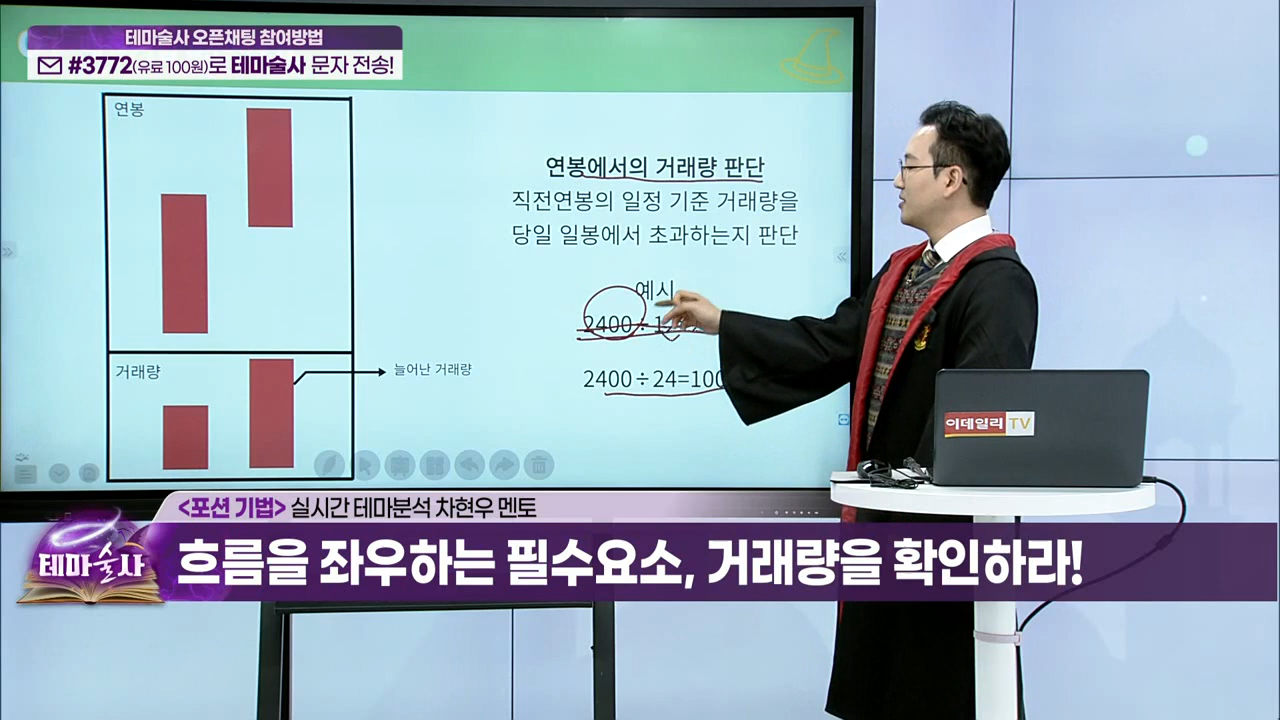 테마술사 오픈채팅 참여방법
#3772(유료 100원)로 테마술사 문자 전송!
연봉
거래량
늘어난 거래량
연봉에서의 거래량 판단
직전연봉의 일정 기준 거래량을
당일 일봉에서 초과하는지 판단
예시
2400÷12
2400÷24=100
이데일리 TV
<포션 기법> 실시간 테마분석 차현우 멘토
테마술사
흐름을 좌우하는 필수요소, 거래량을 확인하라!